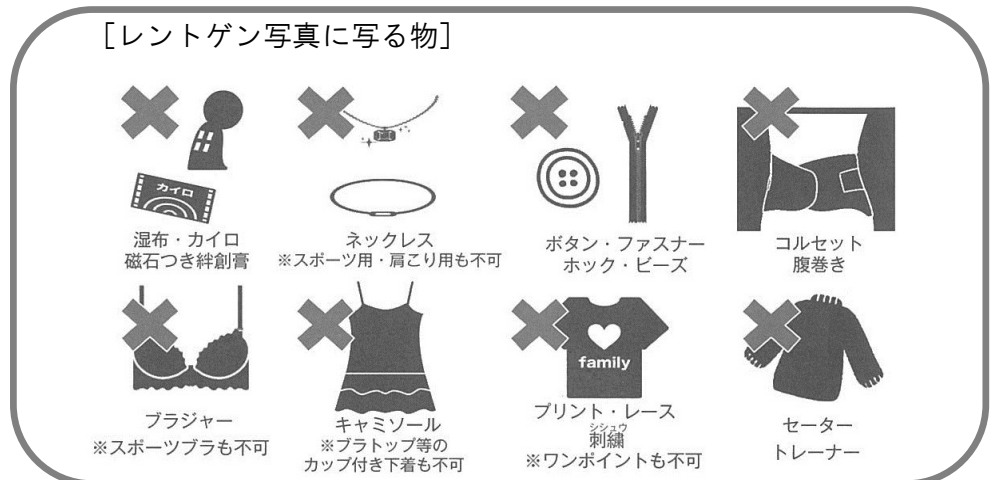 ［レントゲン写真に写る物］
カイロ
湿布・カイロ
磁石つき絆創膏
ネックレス
※スポーツ用・肩こり用も不可
ボタン・ファスナー
ホック・ビーズ
コルセット
腹巻き
ブラジャー
※スポーツブラも不可
キャミソール
※ブラトップ等の
カップ付き下着も不可
family
プリント・レース
シシュウ
刺繍
※ワンポイントも不可
セーター
トレーナー